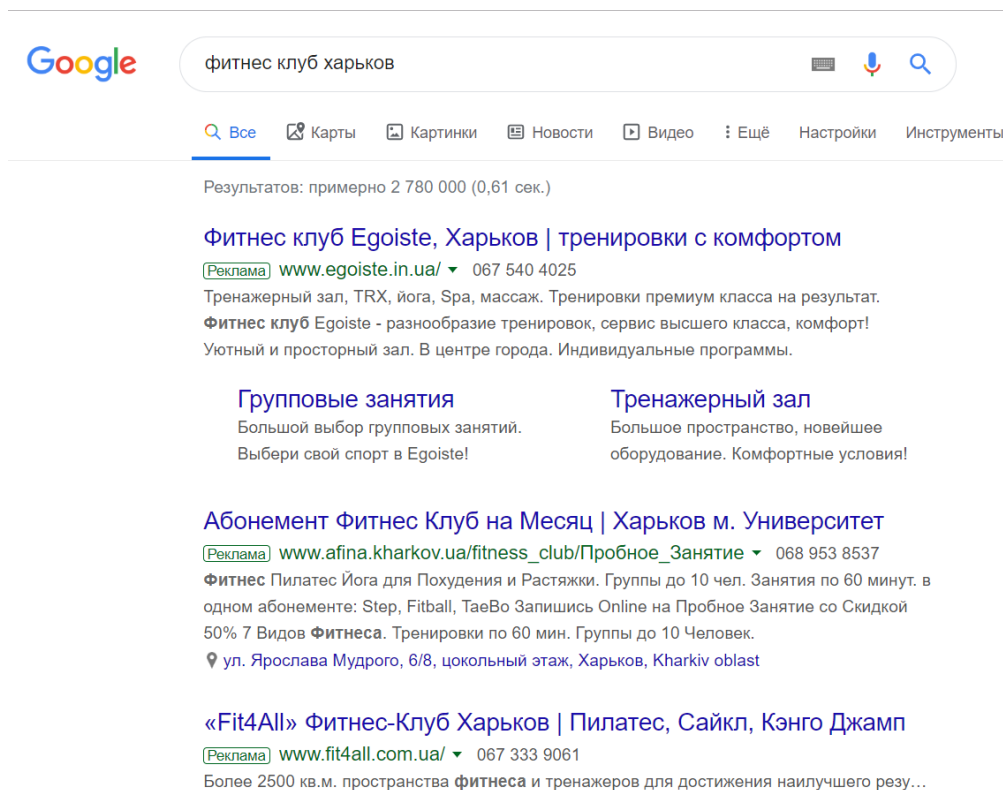 Google
фитнес клуб харьков
Все Карты Картинки Новости Видео Ещё Настройки Инструменты
Результатов: примерно 2 780 000 (0,61 сек.)
Фитнес клуб Egoiste, Харьков | тренировки с комфортом
Реклама www.egoiste.in.ua/ 067 540 4025
Тренажерный зал, TRX, йога, Spa, массаж. Тренировки премиум класса на результат.
Фитнес клуб Egoiste - разнообразие тренировок, сервис высшего класса, комфорт!
Уютный и просторный зал. В центре города. Индивидуальные программы.
Групповые занятия
Большой выбор групповых занятий.
Выбери свой спорт в Egoiste!
Тренажерный зал
Большое пространство, новейшее
оборудование. Комфортные условия!
Абонемент Фитнес Клуб на Месяц | Харьков м. Университет
Реклама www.afina.kharkov.ua/fitness_club/Пробное_Занятие 068 953 8537
Фитнес Пилатес Йога для Похудения и Растяжки. Группы до 10 чел. Занятия по 60 минут. в
одном абонементе: Step, Fitball, TaeBo Запишись Online на Пробное Занятие со Скидкой
50% 7 Видов Фитнеса. Тренировки по 60 мин. Группы до 10 Человек.
ул. Ярослава Мудрого, 6/8, цокольный этаж, Харьков, Kharkiv oblast
«Fit4All» Фитнес-Клуб Харьков | Пилатес, Сайкл, Кэнго Джамп
Реклама www.fit4all.com.ua/ 067 333 9061
Более 2500 кв.м. пространства фитнеса и тренажеров для достижения наилучшего резу...